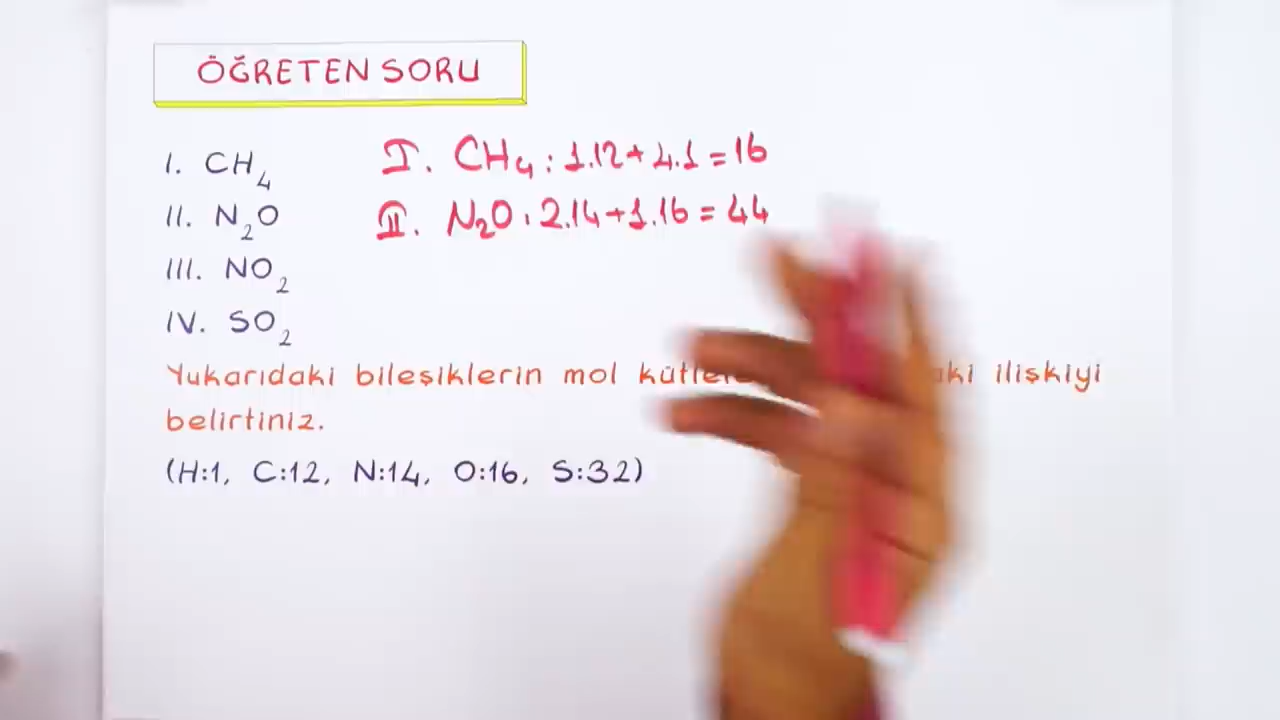 ÖĞRETEN SORU
I. CH4 I. CH4 : 1.12 + 4.1 = 16
II. N2O II. N2O : 2.14 + 1.16 = 44
III. NO2
IV. SO2
Yukarıdaki bileşiklerin mol ilişkiyi
belirtiniz.
(H:1, C:12, N:14, O:16, S:32)